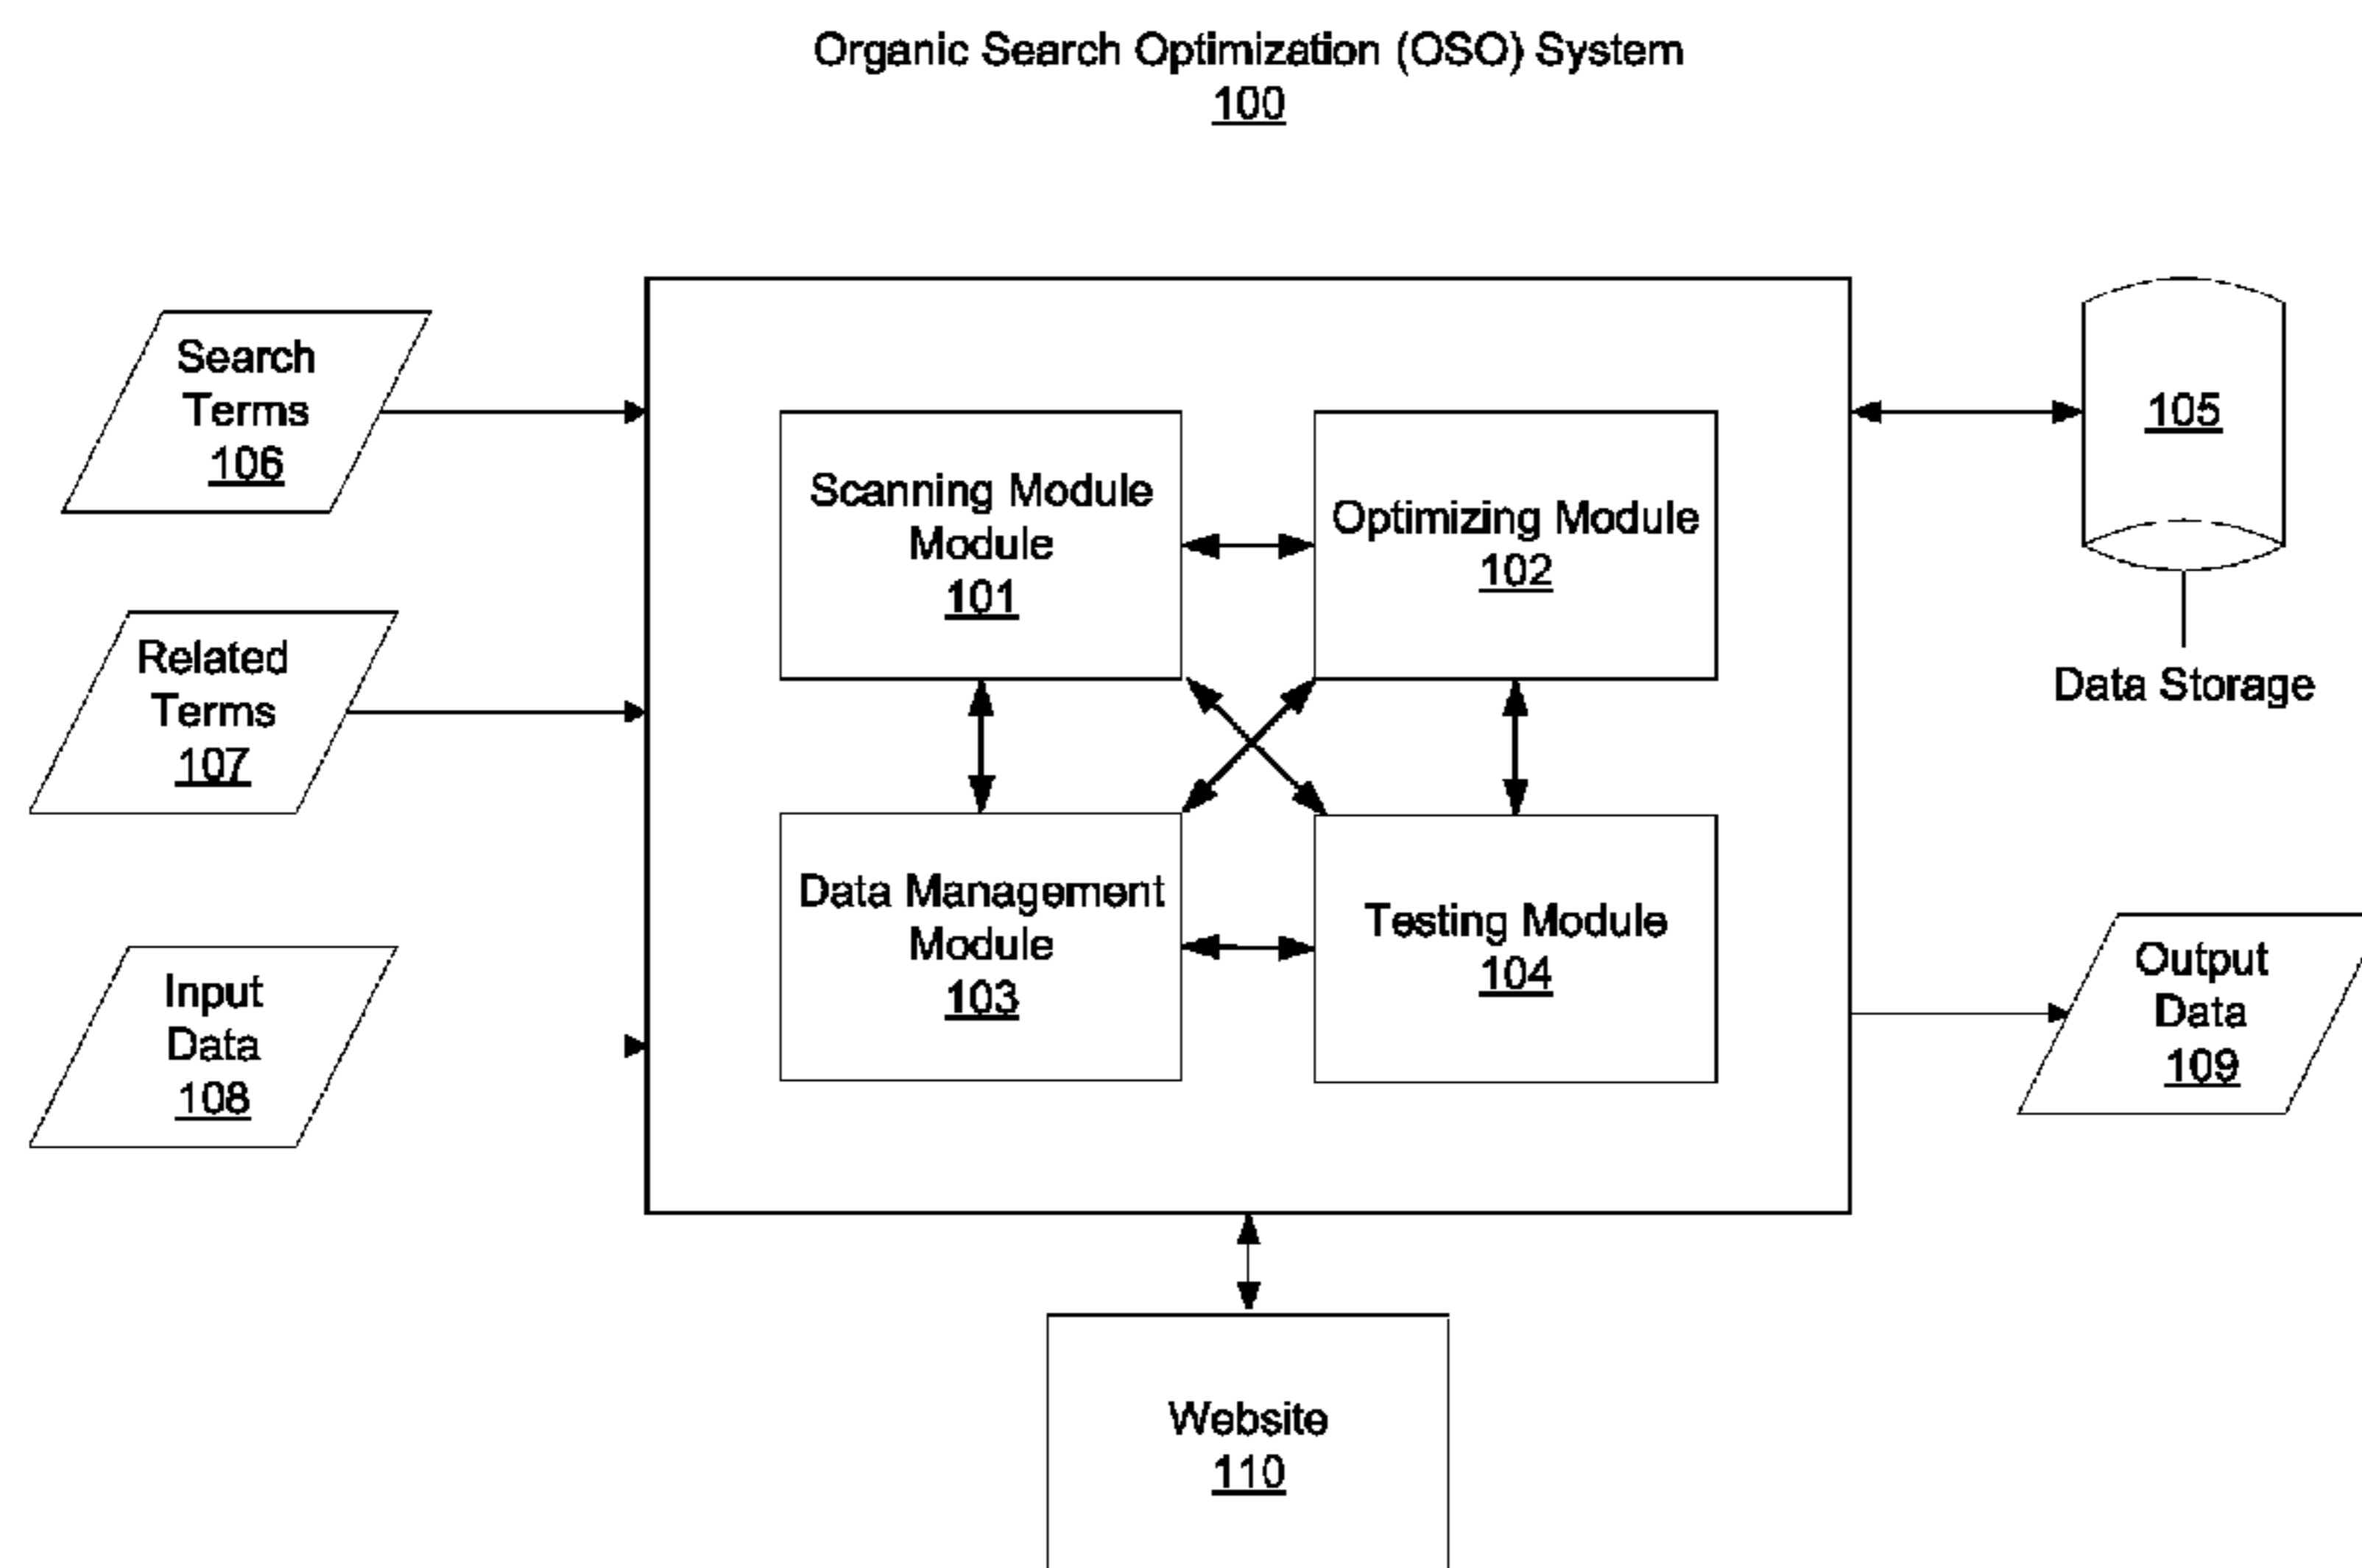 Organic Search Optimization (OSO) System
100
Search
Terms
106
Related
Terms
107
Input
Data
108
Scanning Module
Module
101
Optimizing Module
102
Data Management
Module
103
Testing Module
104
105
Data Storage
Output
Data
109
Website
110